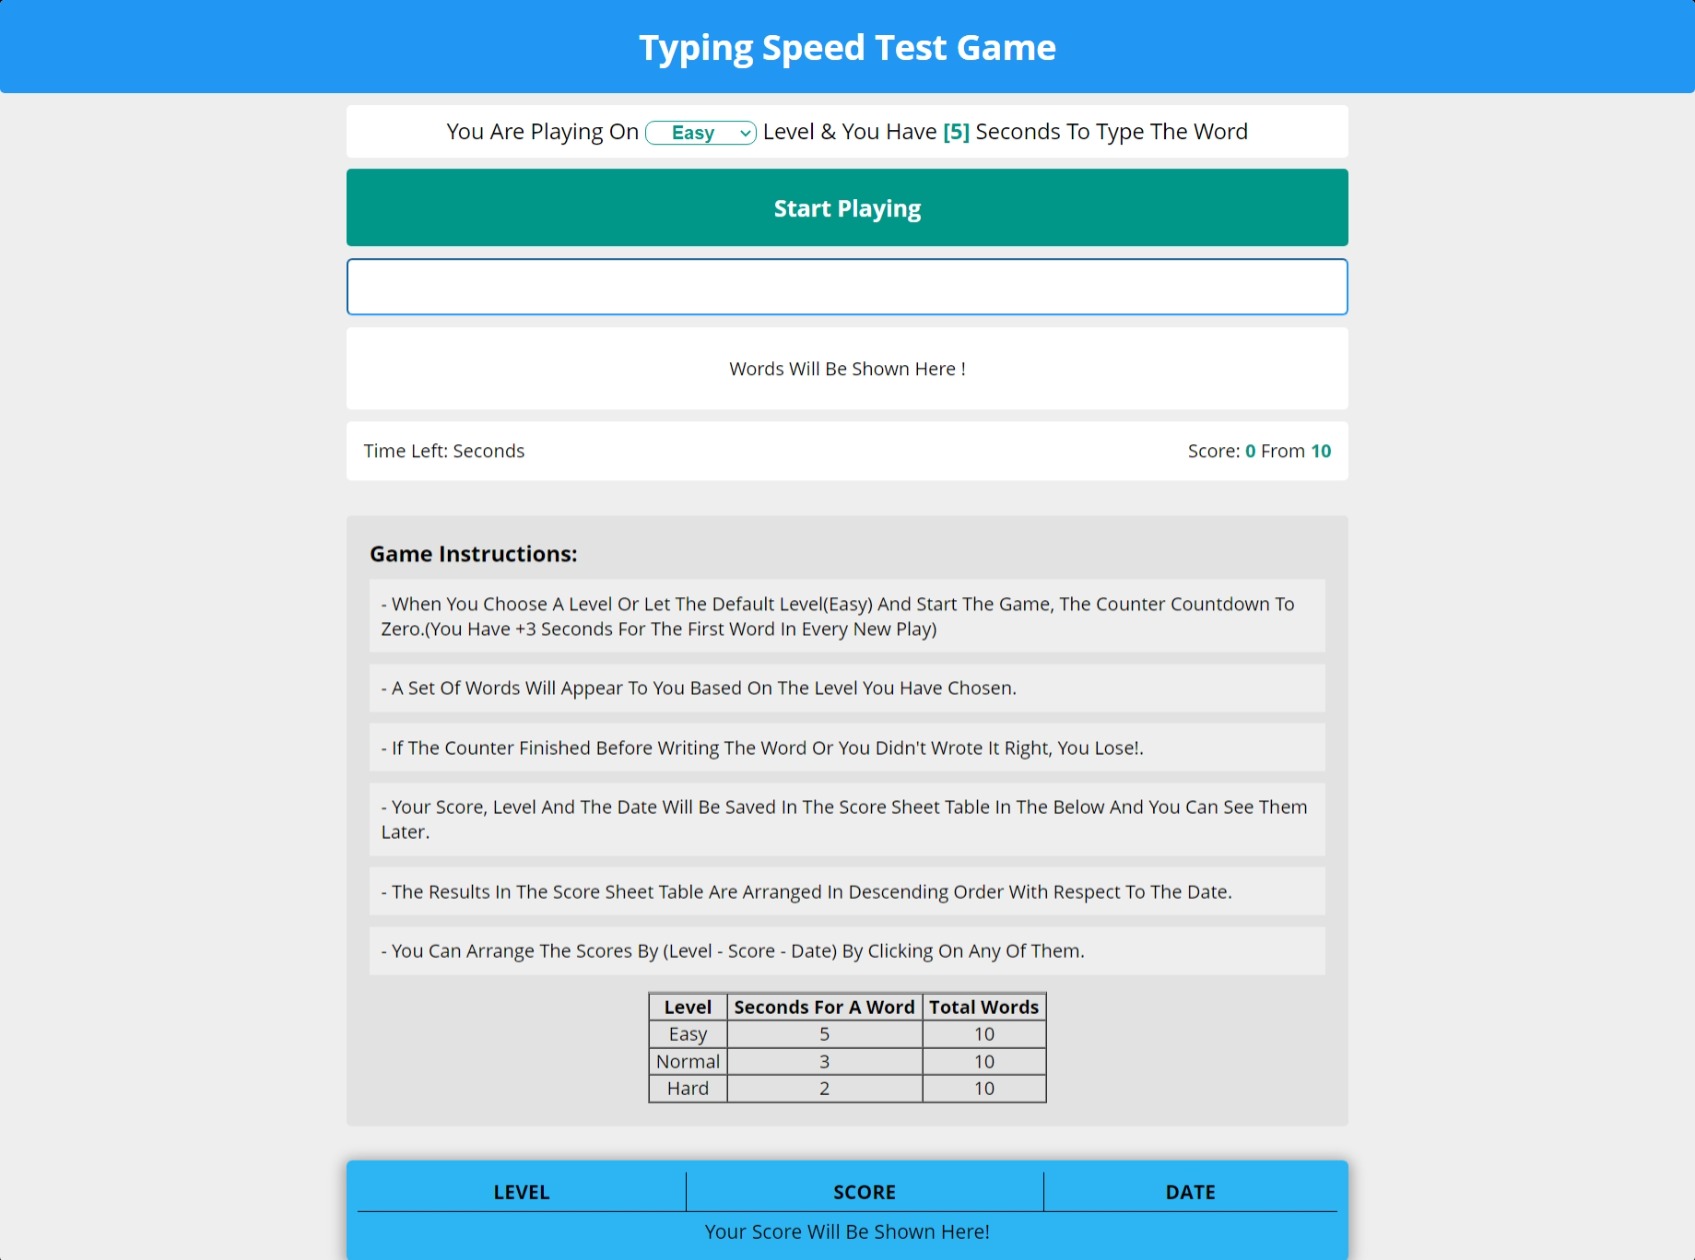 Typing Speed Test Game
You Are Playing On Easy Level & You Have [5] Seconds To Type The Word
Start Playing
Words Will Be Shown Here !
Time Left: Seconds Score: 0 From 10
Game Instructions:
- When You Choose A Level Or Let The Default Level(Easy) And Start The Game, The Counter Countdown To
Zero.(You Have +3 Seconds For The First Word In Every New Play)
- A Set Of Words Will Appear To You Based On The Level You Have Chosen.
- If The Counter Finished Before Writing The Word Or You Didn't Wrote It Right, You Lose!.
- Your Score, Level And The Date Will Be Saved In The Score Sheet Table In The Below And You Can See Them
Later.
- The Results In The Score Sheet Table Are Arranged In Descending Order With Respect To The Date.
- You Can Arrange The Scores By (Level - Score - Date) By Clicking On Any Of Them.
Level Seconds For A Word Total Words
Easy 5 10
Normal 3 10
Hard 2 10
LEVEL SCORE DATE
Your Score Will Be Shown Here!